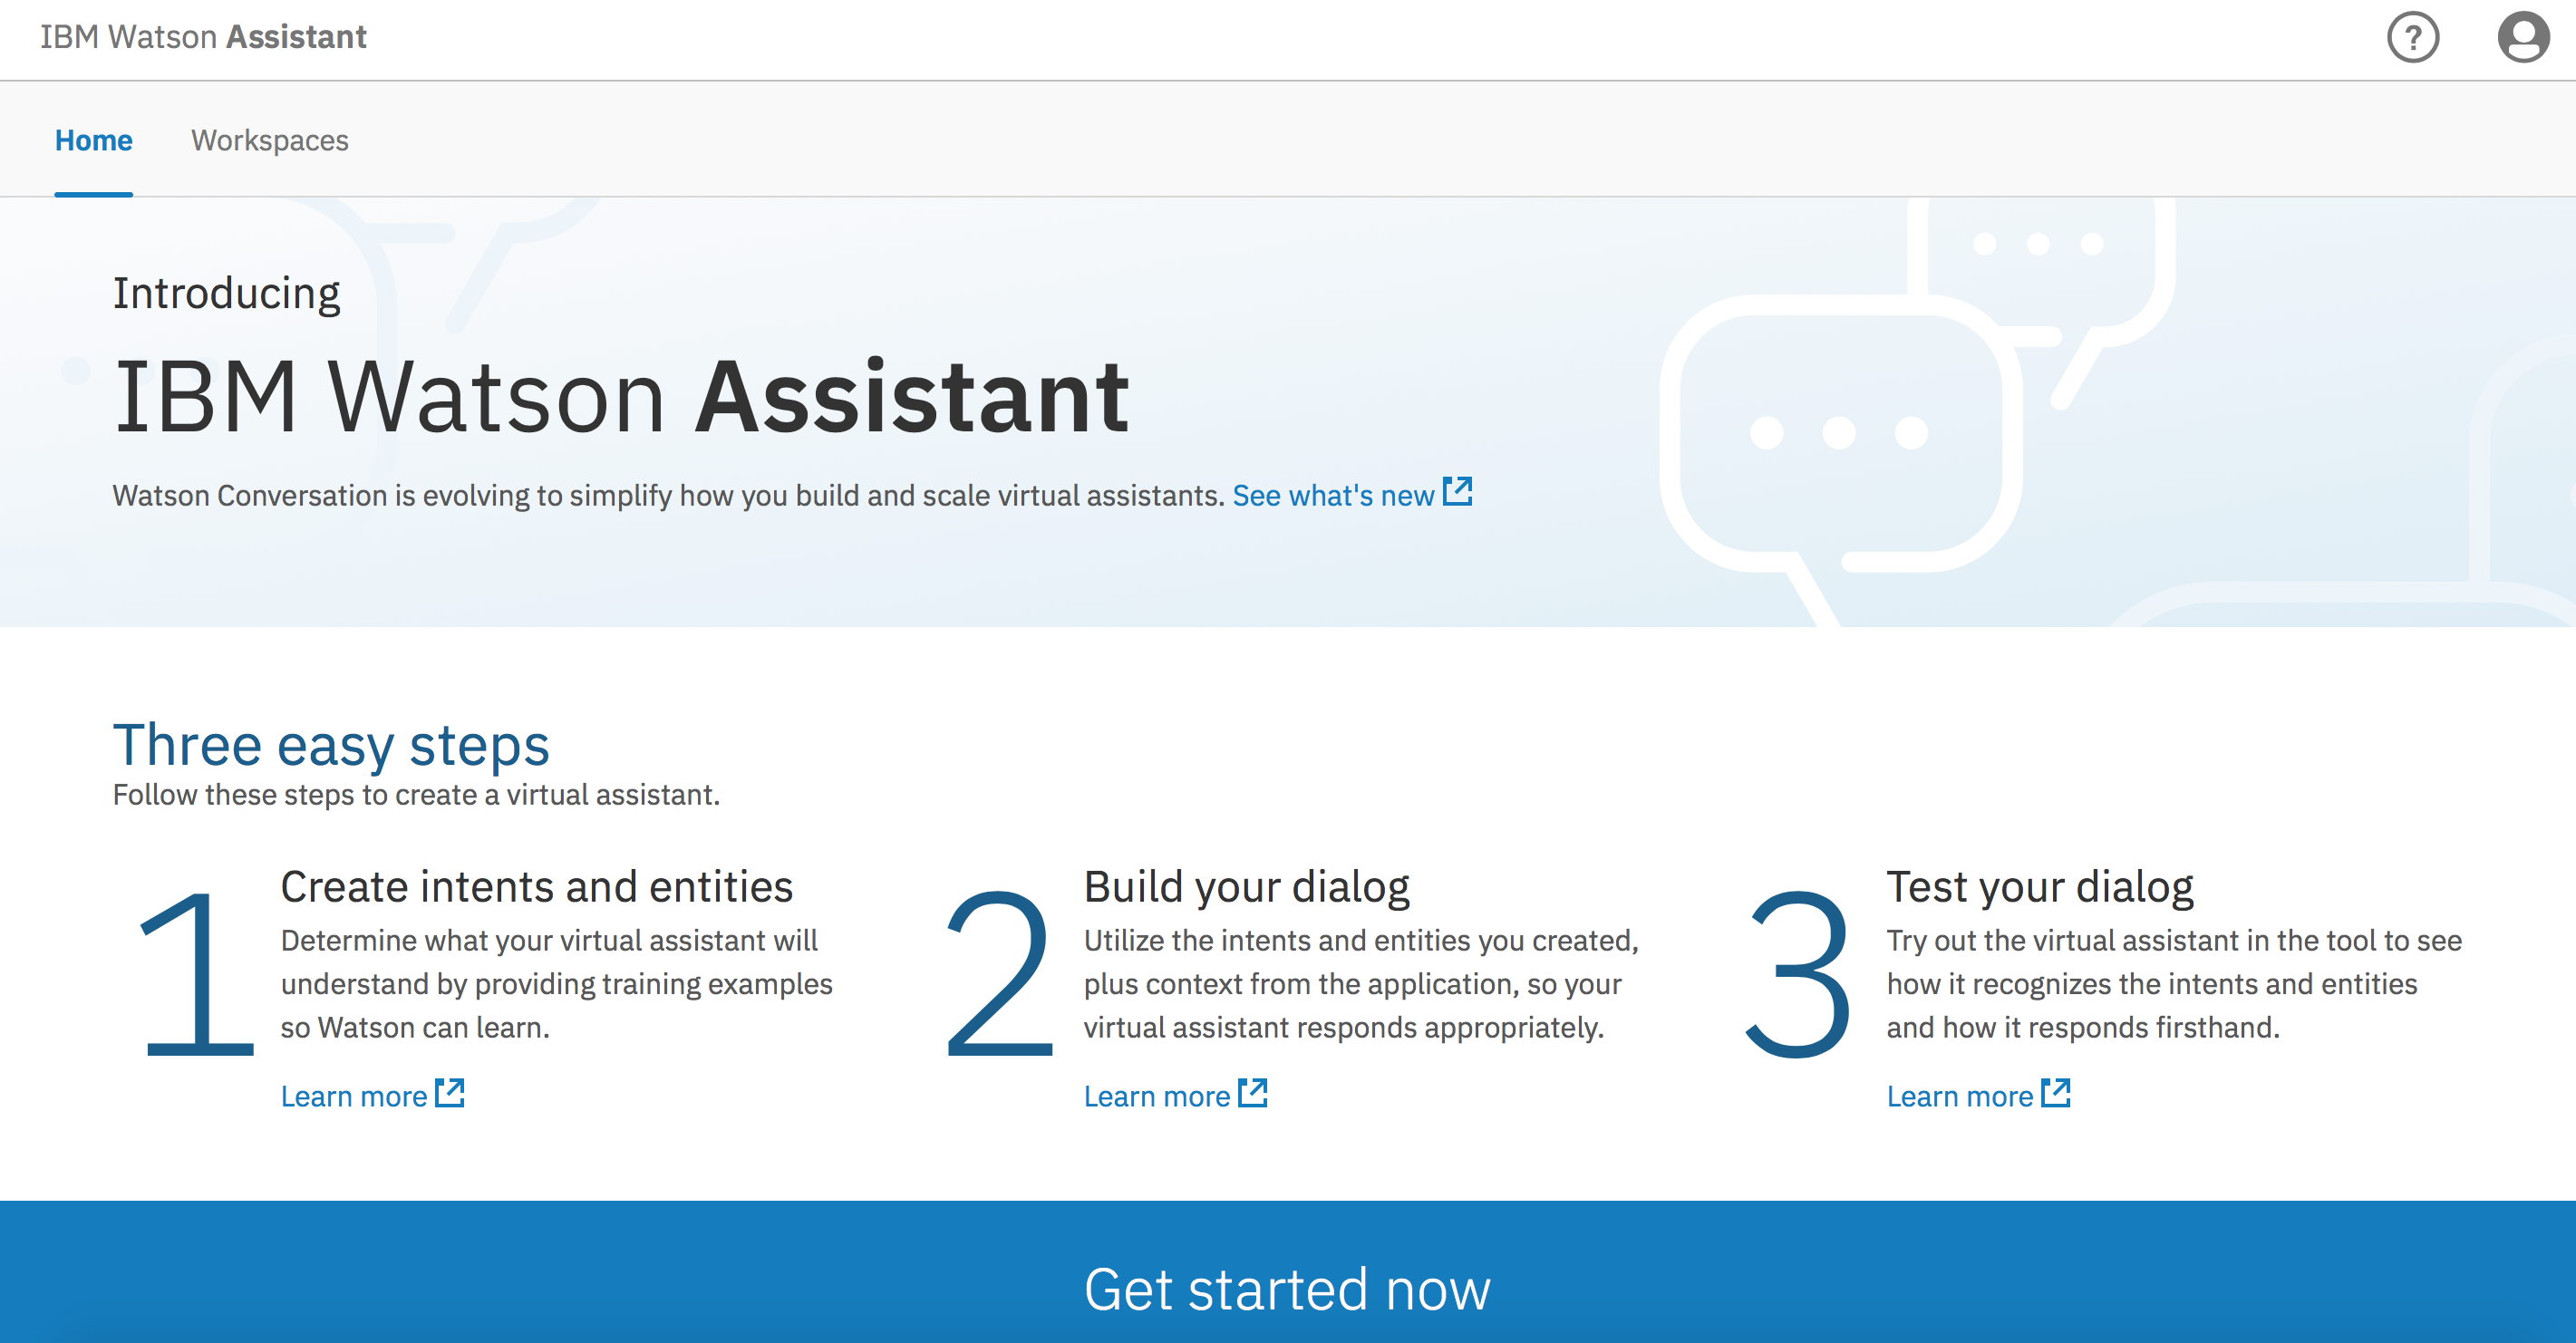 IBM Watson Assistant
?
Home Workspaces
Introducing
IBM Watson Assistant
Watson Conversation is evolving to simplify how you build and scale virtual assistants. See what's new
Three easy steps
Follow these steps to create a virtual assistant.
1
Create intents and entities
Determine what your virtual assistant will
understand by providing training examples
so Watson can learn.
Learn more
2
Build your dialog
Utilize the intents and entities you created,
plus context from the application, so your
virtual assistant responds appropriately.
Learn more
3
Test your dialog
Try out the virtual assistant in the tool to see
how it recognizes the intents and entities
and how it responds firsthand.
Learn more
Get started now